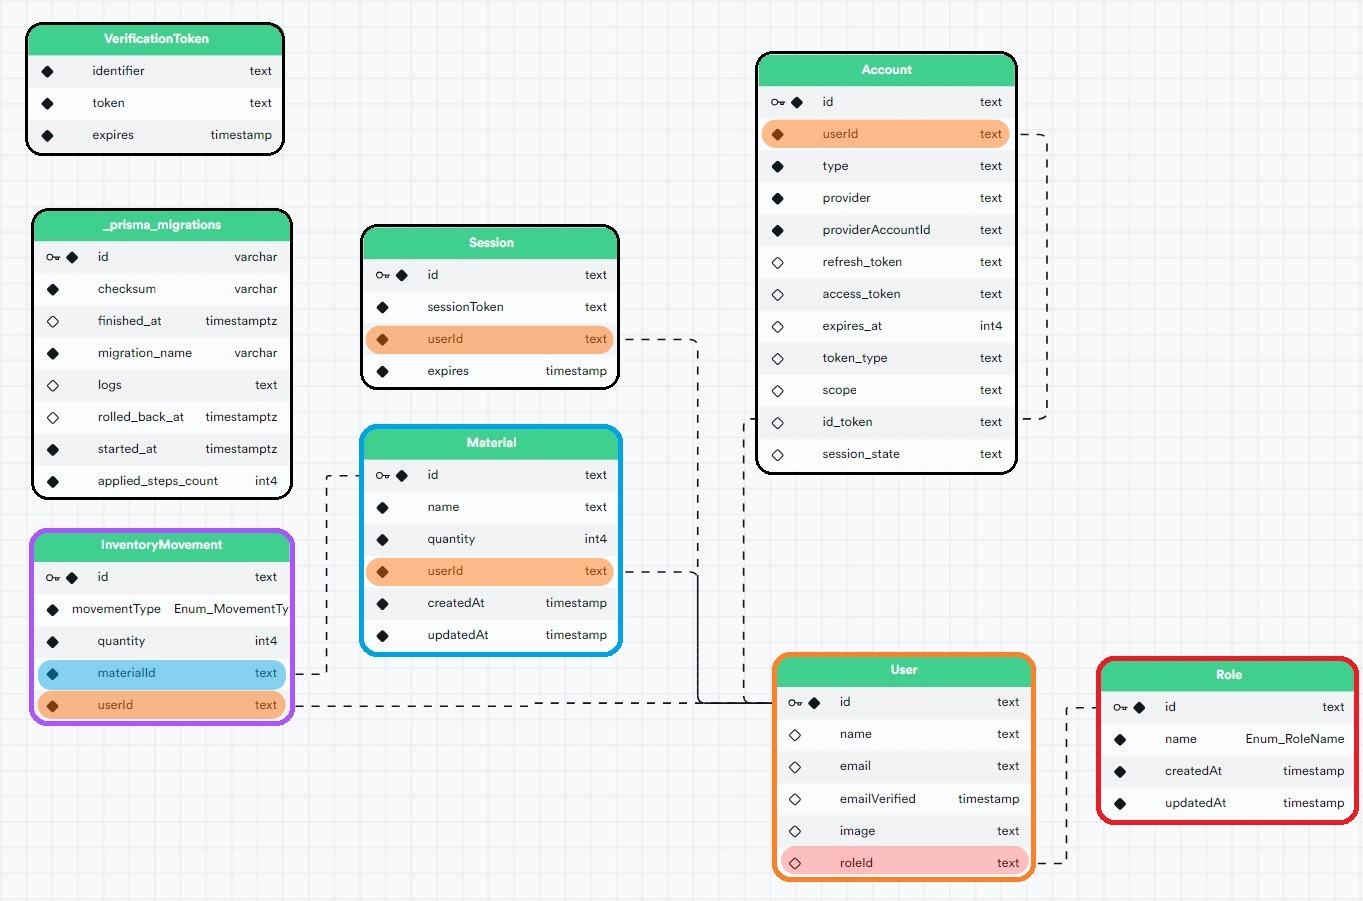 VerificationToken
identifier text
token text
expires timestamp
_prisma_migrations
id varchar
checksum varchar
finished_at timestamptz
migration_name varchar
logs text
rolled_back_at timestamptz
started_at timestamptz
applied_steps_count int4
InventoryMovement
id text
movementType Enum_MovementTy
quantity int4
materialId text
userId text
Session
id text
sessionToken text
userId text
expires timestamp
Material
id text
name text
quantity int4
userId text
createdAt timestamp
updatedAt timestamp
Account
id text
userId text
type text
provider text
providerAccountId text
refresh_token text
access_token text
expires_at int4
token_type text
scope text
id_token text
session_state text
User
id text
name text
email text
emailVerified timestamp
image text
roleId text
Role
id text
name Enum_RoleName
createdAt timestamp
updatedAt timestamp